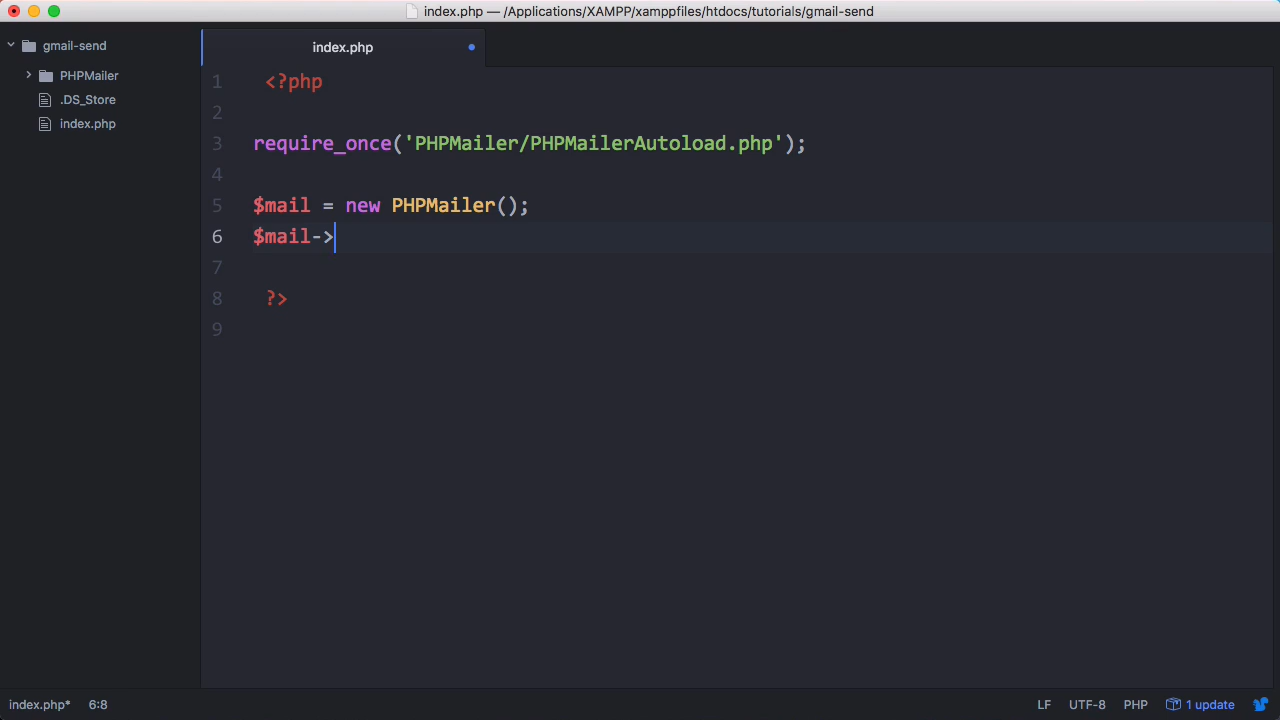 index.php — /Applications/XAMPP/xamppfiles/htdocs/tutorials/gmail-send
gmail-send
PHPMailer
.DS_Store
index.php
index.php
1 <?php
2
3 require_once('PHPMailer/PHPMailerAutoload.php');
4
5 $mail = new PHPMailer();
6 $mail->
7
8 ?>
9
index.php* 6:8 LF UTF-8 PHP 1 update